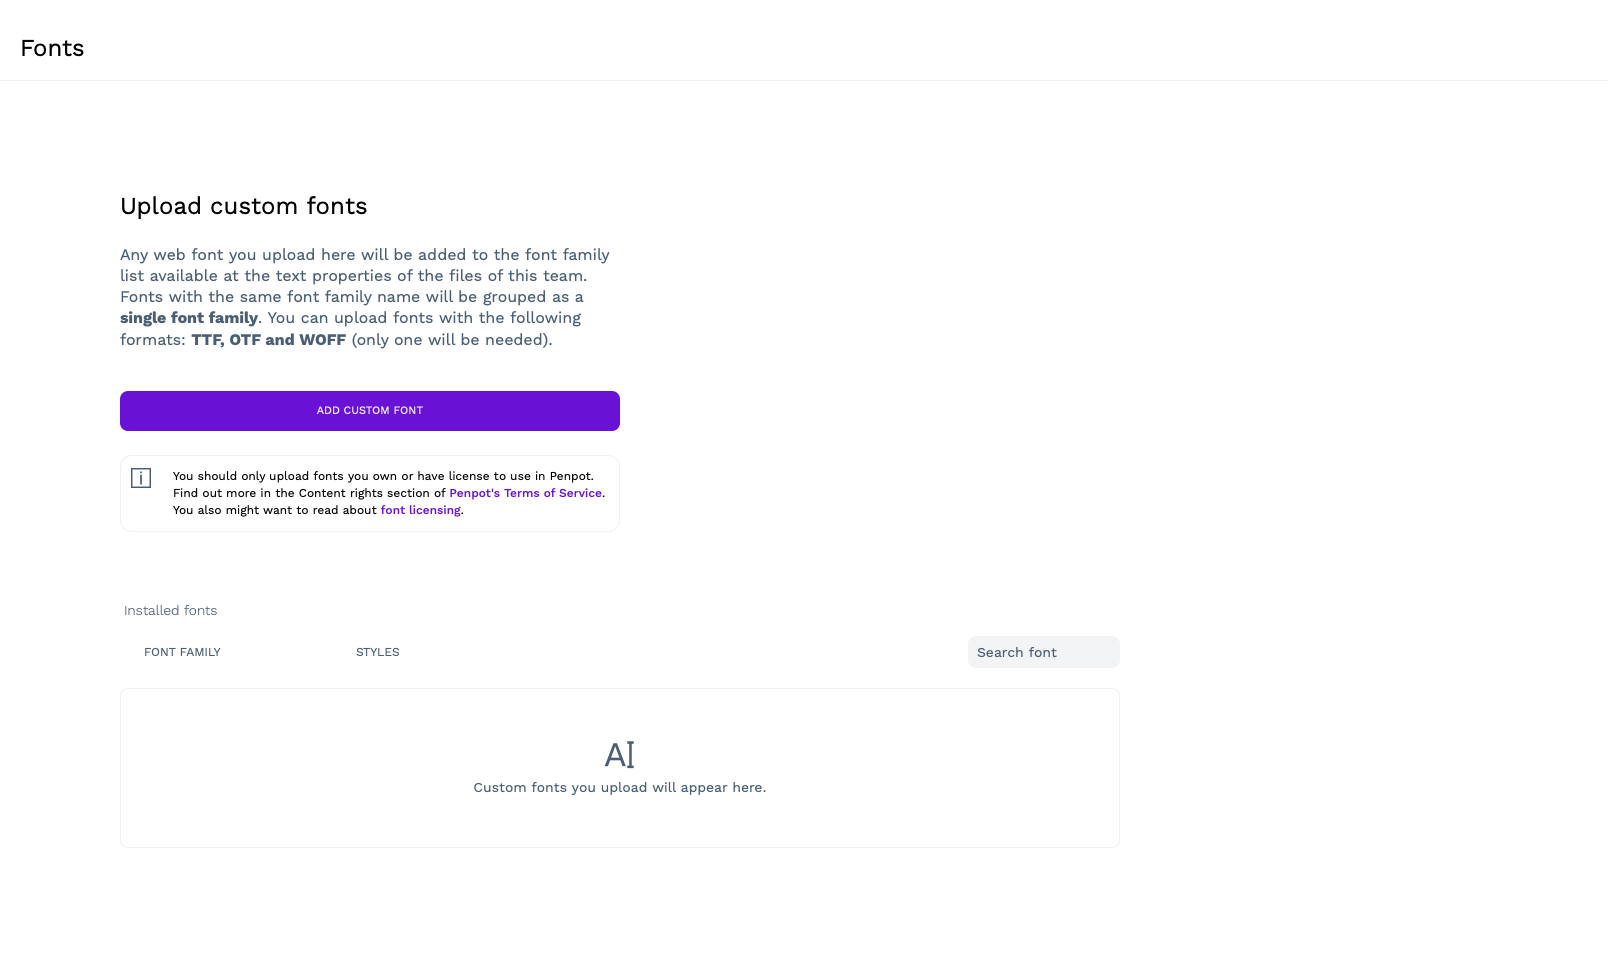 Fonts
Upload custom fonts
Any web font you upload here will be added to the font family
list available at the text properties of the files of this team.
Fonts with the same font family name will be grouped as a
single font family. You can upload fonts with the following
formats: TTF, OTF and WOFF (only one will be needed).
ADD CUSTOM FONT
You should only upload fonts you own or have license to use in Penpot.
Find out more in the Content rights section of Penpot's Terms of Service.
You also might want to read about font licensing.
Installed fonts
FONT FAMILY
STYLES
Search font
Custom fonts you upload will appear here.